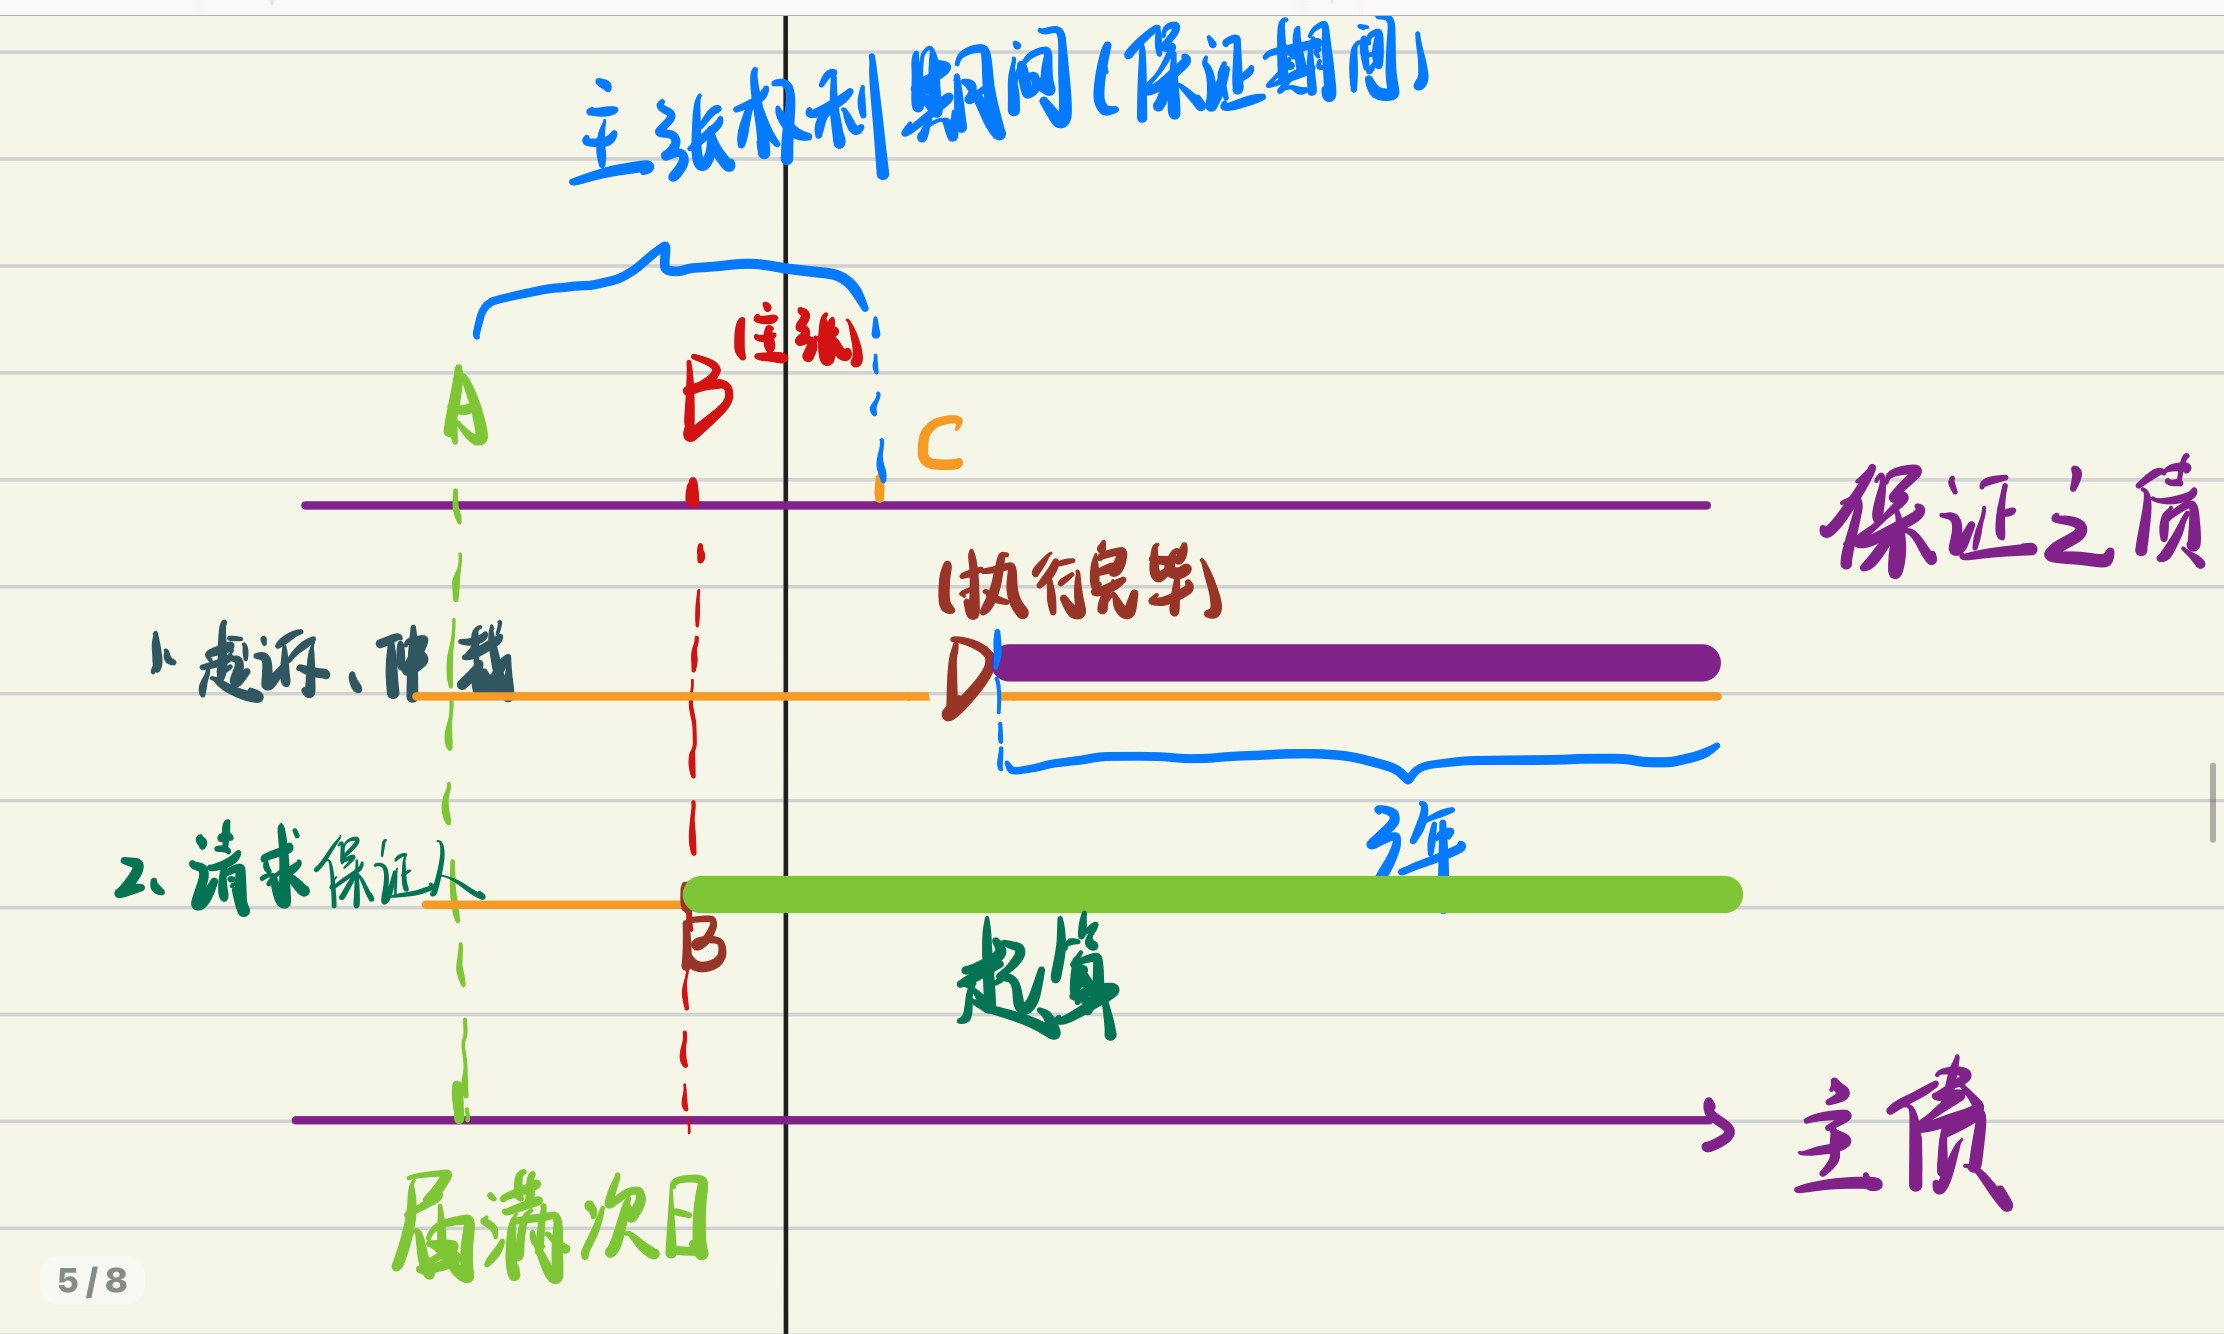 主张权利期间(保证期间)
(主张)
A
B
C
保证之债
(执行完毕)
1、起诉、仲裁
D
3年
2、请求保证人
B
起算
主债
届满次日
5/8